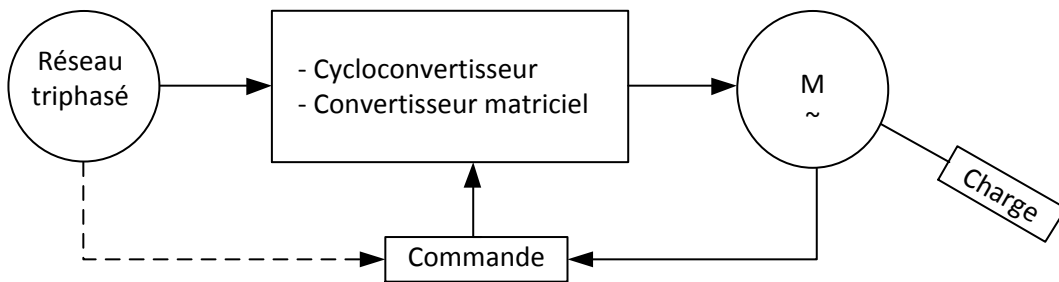 Réseau
triphasé
- Cycloconvertisseur
- Convertisseur matriciel
M
~
Charge
Commande